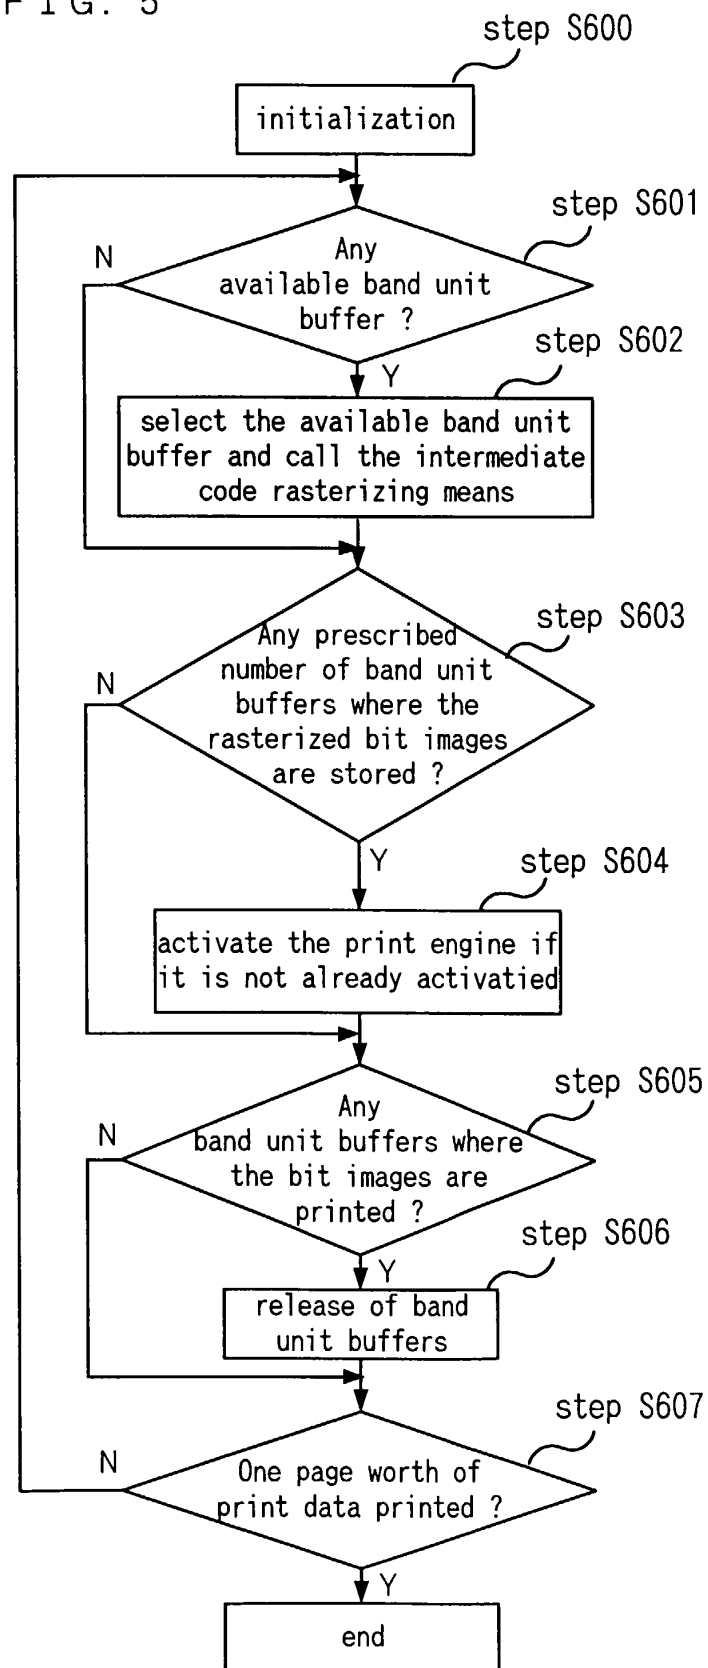 FIG. 5
step S600
initialization
step S601
N
Any
available band unit
buffer ?
step S602
Y
select the available band unit
buffer and call the intermediate
code rasterizing means
step S603
Any prescribed
number of band unit
N
buffers where the
rasterized bit images
are stored ?
Y
step S604
activate the print engine if
it is not already activatied
step S605
Any
N
band unit buffers where
the bit images are
printed ?
step S606
Y
release of band
unit buffers
step S607
N
One page worth of
print data printed ?
Y
end